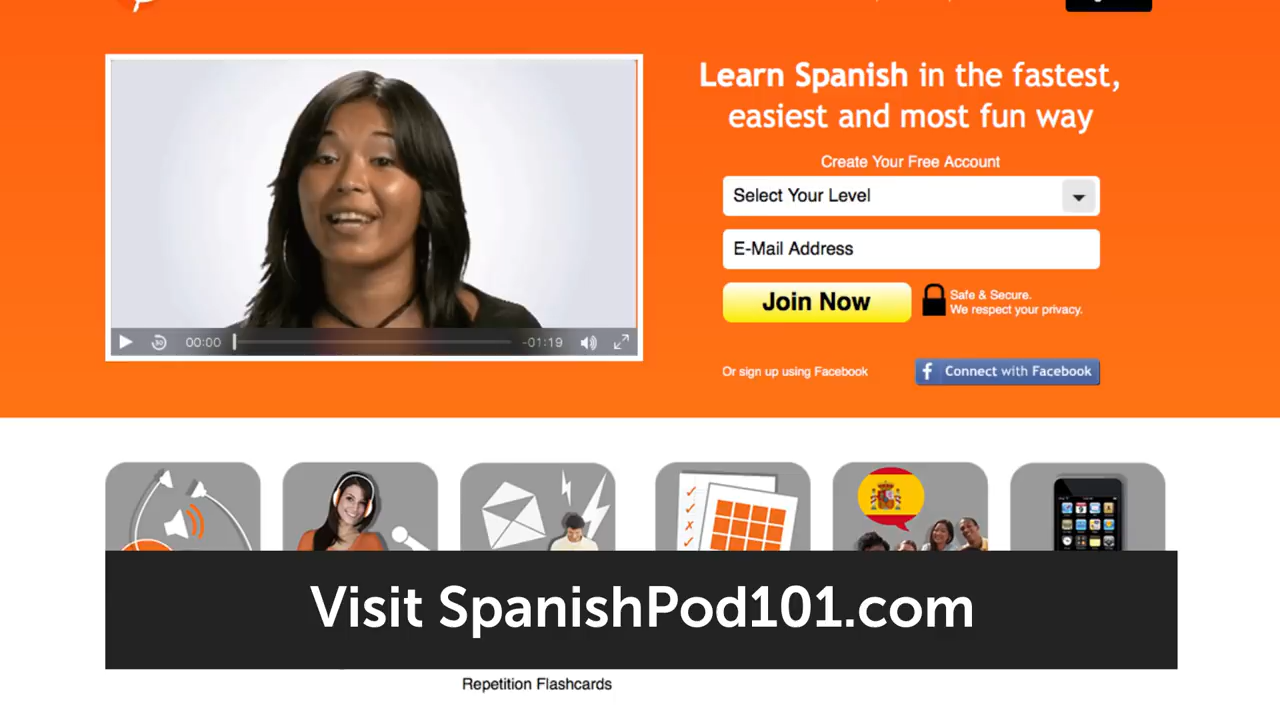 Learn Spanish in the fastest,
easiest and most fun way
Create Your Free Account
Select Your Level
E-Mail Address
Join Now
Safe & Secure.
We respect your privacy.
00:00
-01:19
Or sign up using Facebook
Connect with Facebook
Visit SpanishPod101.com
Repetition Flashcards